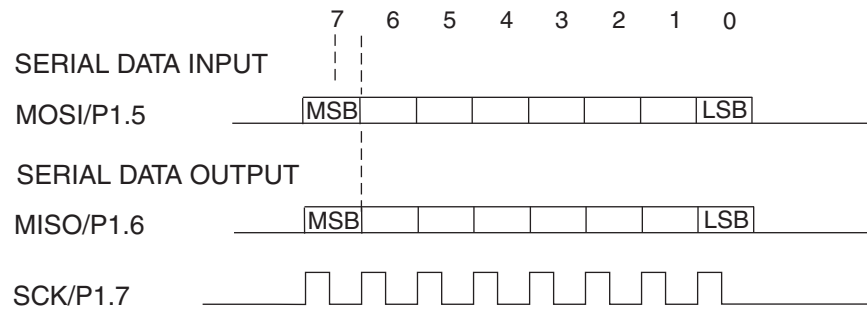 7 6 5 4 3 2 1 0
SERIAL DATA INPUT
MOSI/P1.5 MSB LSB
SERIAL DATA OUTPUT
MISO/P1.6 MSB LSB
SCK/P1.7